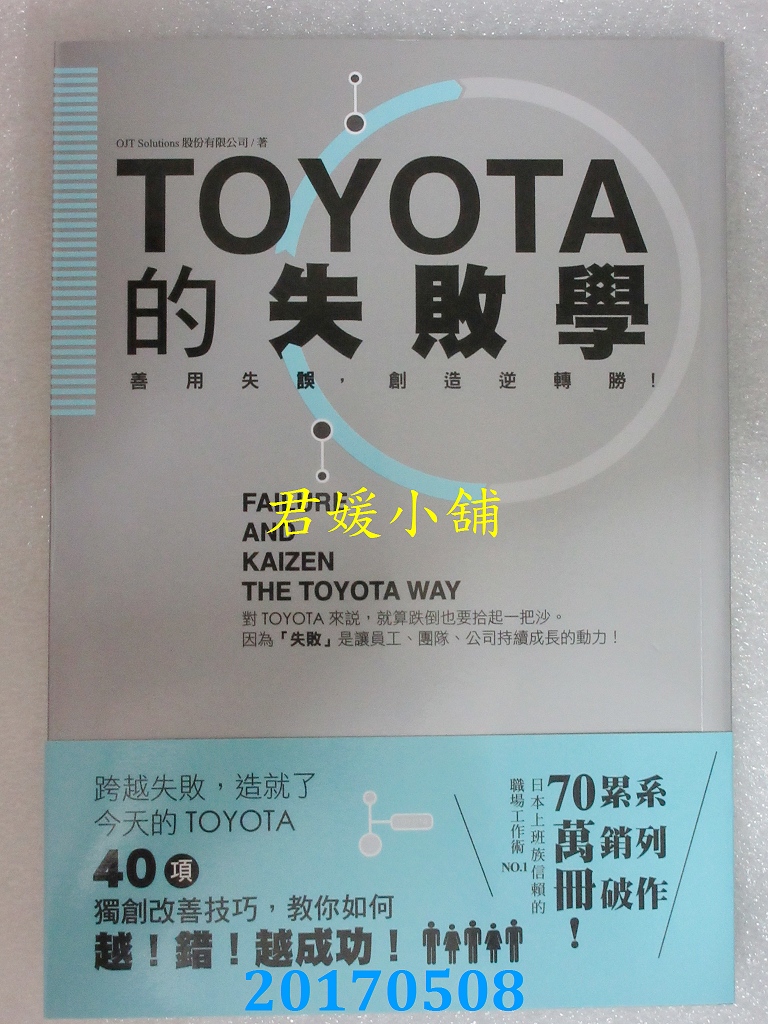 OJT Solutions 股份有限公司 / 著
TOYOTA
的失敗學
善用失誤，創造逆轉勝！
FAILURE
AND
KAIZEN
THE TOYOTA WAY
君媛小舖
對 TOYOTA 來說，就算跌倒也要拾起一把沙。
因為「失敗」是讓員工、團隊、公司持續成長的動力！
跨越失敗，造就了
今天的 TOYOTA
40項
獨創改善技巧，教你如何
越！錯！越成功！
系列作
累銷破
70萬冊！
日本上班族信賴的
職場工作術 NO.1
20170508